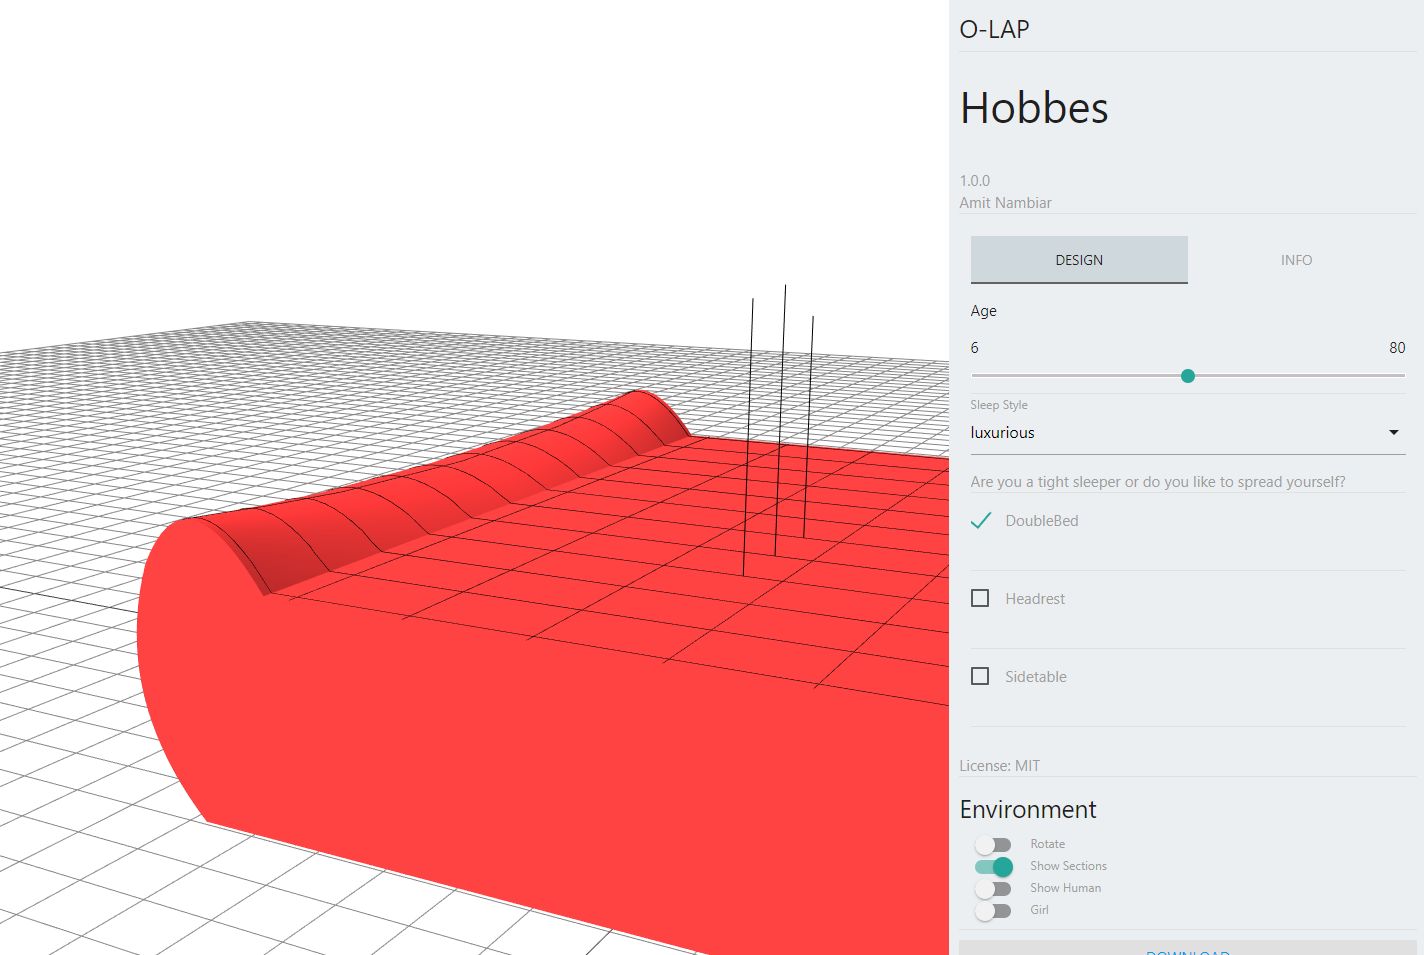 O-LAP
Hobbes
1.0.0
Amit Nambiar
DESIGN INFO
Age
6 80
Sleep Style
luxurious
Are you a tight sleeper or do you like to spread yourself?
DoubleBed
Headrest
Sidetable
License: MIT
Environment
Rotate
Show Sections
Show Human
Girl
DOWNLOAD